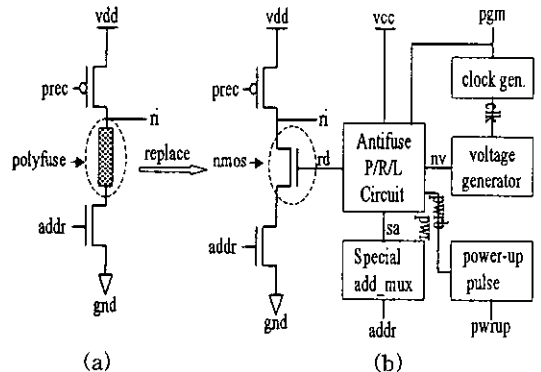 vdd
prec
ri
polyfuse
addr
gnd
(a)
replace
vdd
prec
ri
nmos
rd
addr
gnd
vcc
pgm
clock gen.
clk
Antifuse
P/R/L
Circuit
nv
voltage
generator
pwrb
pwr
sa
Special
add_mux
addr
power-up
pulse
pwrup
(b)